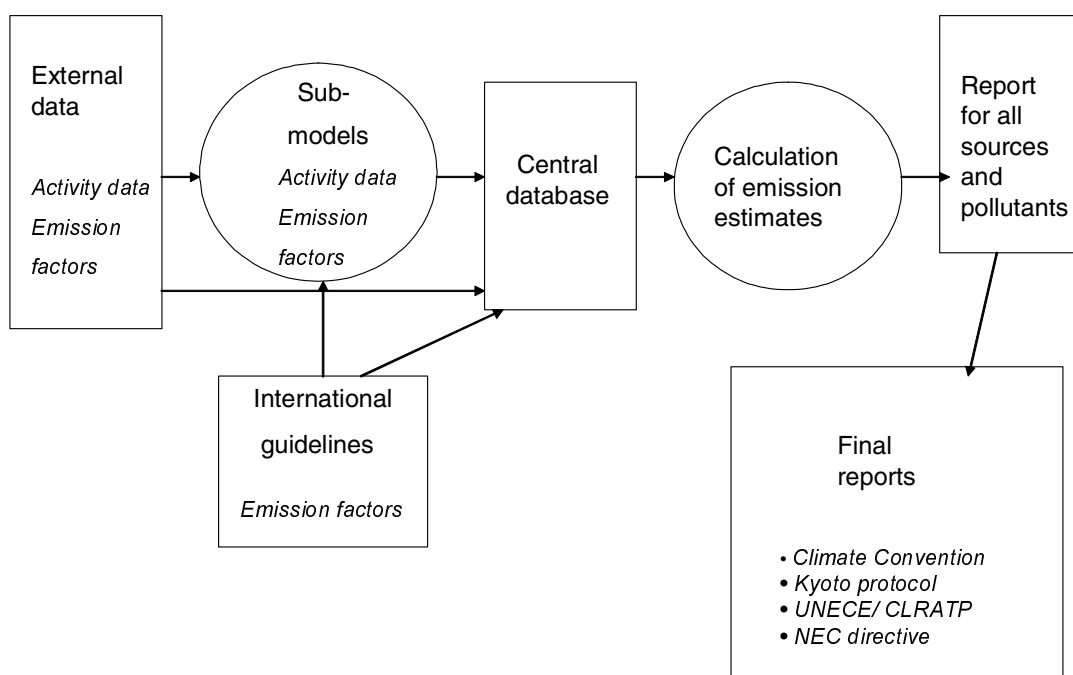 External
data
Activity data
Emission
factors
Sub-
models
Activity data
Emission
factors
International
guidelines
Emission factors
Central
database
Calculation
of emission
estimates
Report
for all
sources
and
pollutants
Final
reports
• Climate Convention
• Kyoto protocol
• UNECE/ CLRATP
• NEC directive